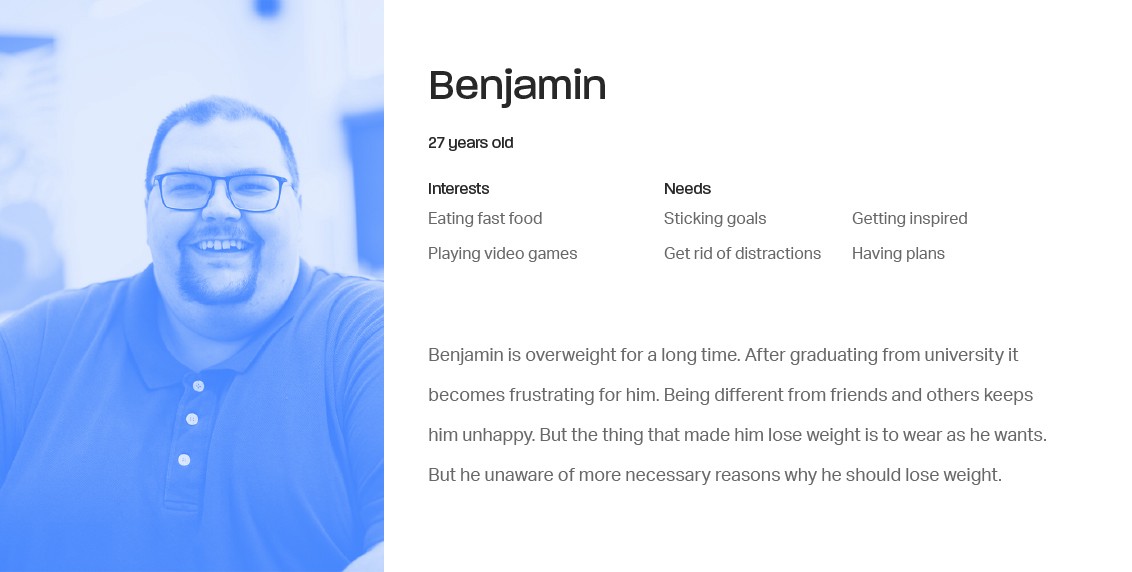 Benjamin
27 years old
Interests
Eating fast food
Playing video games
Needs
Sticking goals
Getting inspired
Get rid of distractions
Having plans
Benjamin is overweight for a long time. After graduating from university it
becomes frustrating for him. Being different from friends and others keeps
him unhappy. But the thing that made him lose weight is to wear as he wants.
But he unaware of more necessary reasons why he should lose weight.